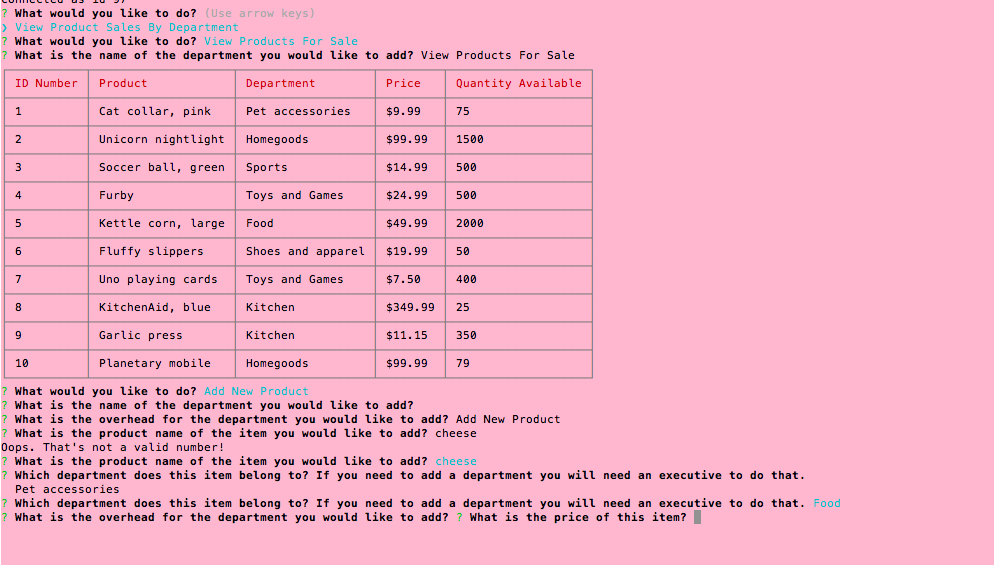 connected as id 97
? What would you like to do? (Use arrow keys)
❯ View Product Sales By Department
? What would you like to do? View Products For Sale
? What is the name of the department you would like to add? View Products For Sale
ID Number Product Department Price Quantity Available
1 Cat collar, pink Pet accessories $9.99 75
2 Unicorn nightlight Homegoods $99.99 1500
3 Soccer ball, green Sports $14.99 500
4 Furby Toys and Games $24.99 500
5 Kettle corn, large Food $49.99 2000
6 Fluffy slippers Shoes and apparel $19.99 50
7 Uno playing cards Toys and Games $7.50 400
8 KitchenAid, blue Kitchen $349.99 25
9 Garlic press Kitchen $11.15 350
10 Planetary mobile Homegoods $99.99 79
? What would you like to do? Add New Product
? What is the name of the department you would like to add?
? What is the overhead for the department you would like to add? Add New Product
? What is the product name of the item you would like to add? cheese
Oops. That's not a valid number!
? What is the product name of the item you would like to add? cheese
? Which department does this item belong to? If you need to add a department you will need an executive to do that.
Pet accessories
? Which department does this item belong to? If you need to add a department you will need an executive to do that. Food
? What is the overhead for the department you would like to add? ? What is the price of this item?